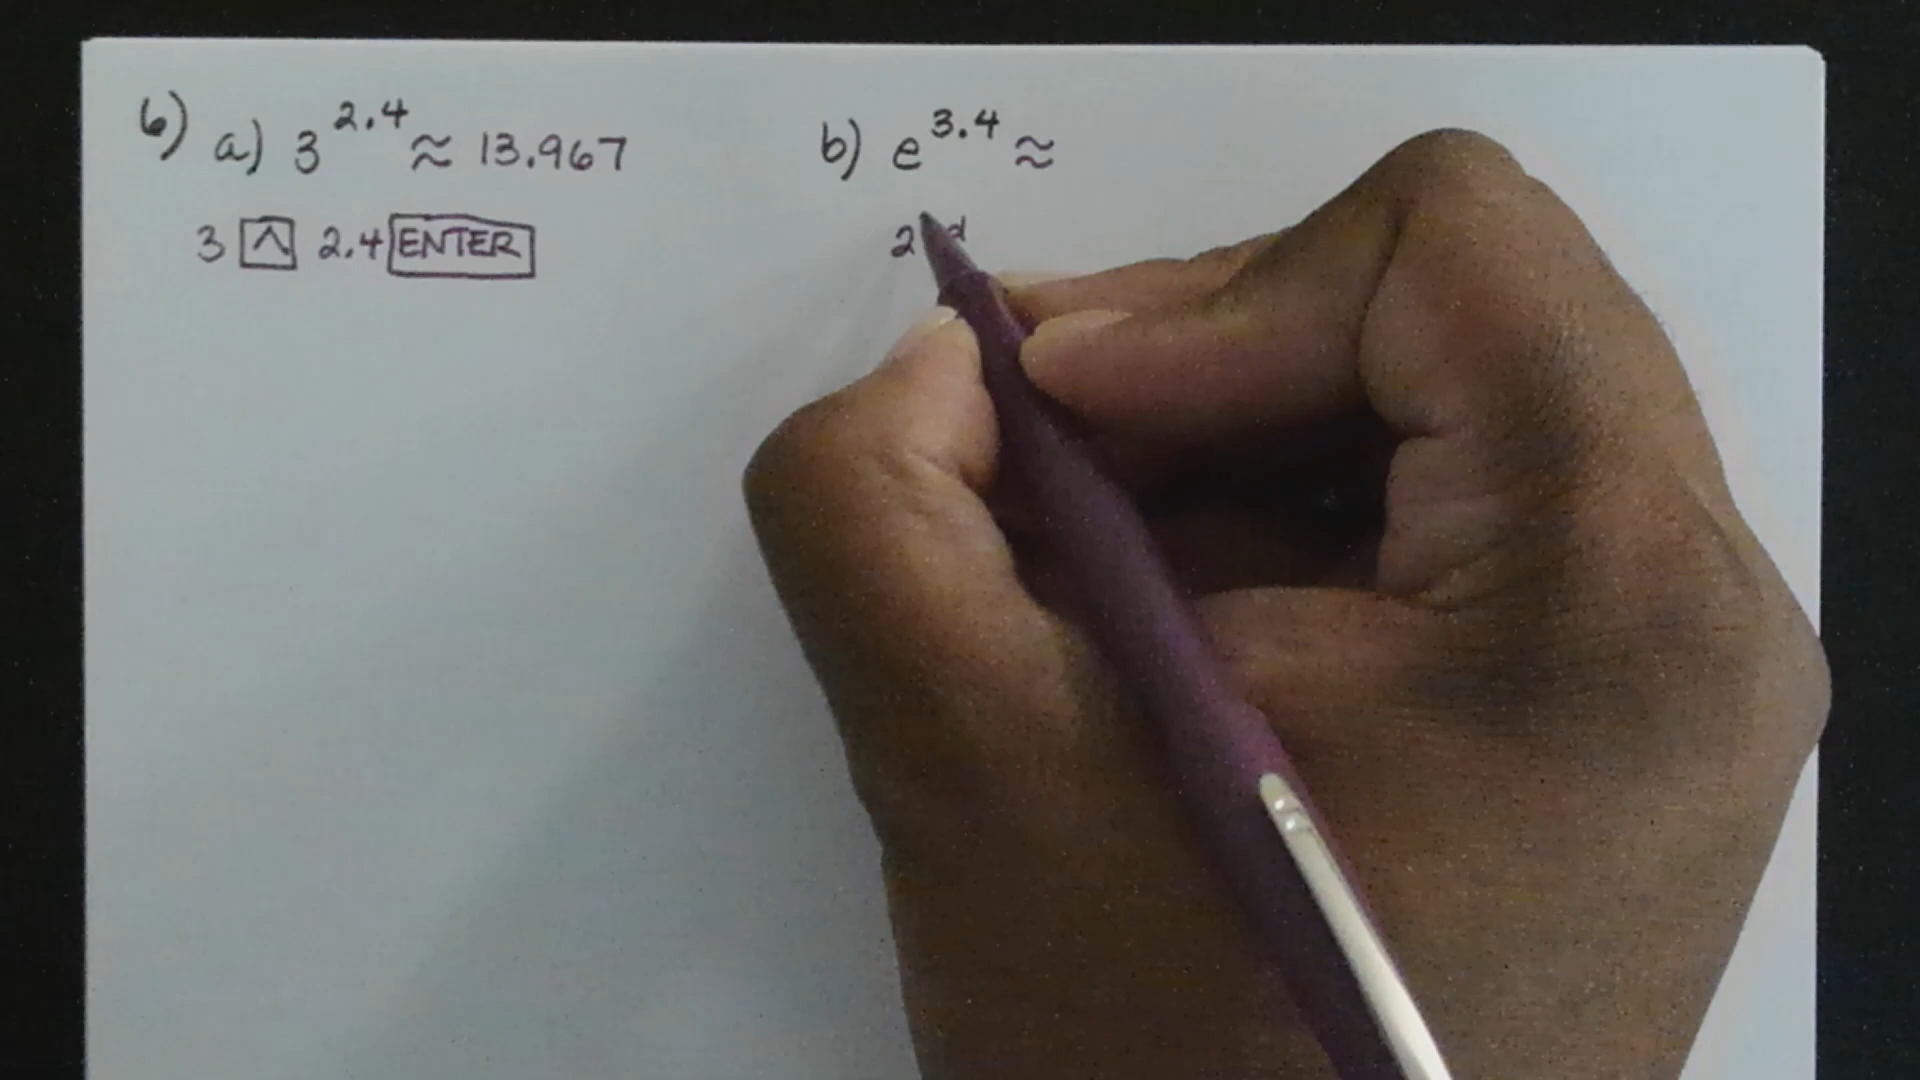 6) a) 3^2.4 ≈ 13.967
3 ^ 2.4 ENTER
b) e^3.4 ≈